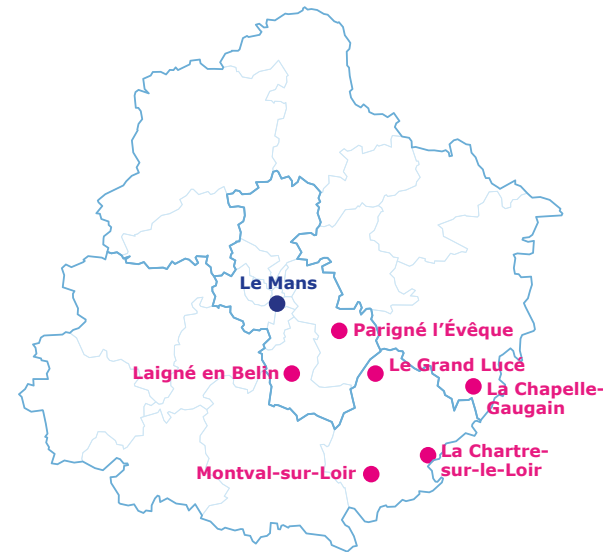 Le Mans
Parigné l’Évêque
Le Grand Lucé
Laigné en Belin
La Chapelle-
Gaugain
La Chartre-
sur-le-Loir
Montval-sur-Loir